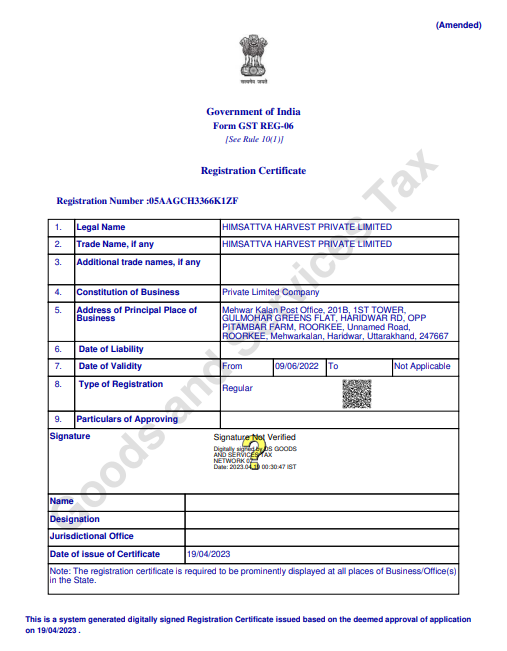 (Amended)
सत्यमेव जयते
Government of India
Form GST REG-06
[See Rule 10(1)]
Registration Certificate
Registration Number :05AAGCH3366K1ZF
1. Legal Name HIMSATTVA HARVEST PRIVATE LIMITED
2. Trade Name, if any HIMSATTVA HARVEST PRIVATE LIMITED
3. Additional trade names, if any
4. Constitution of Business Private Limited Company
5. Address of Principal Place of Business Mehwar Kalan Post Office, 201B, 1ST TOWER,
GULMOHAR GREENS FLAT, HARIDWAR RD, OPP
PITAMBAR FARM, ROORKEE, Unnamed Road,
ROORKEE, Mehwarkalan, Haridwar, Uttarakhand, 247667
6. Date of Liability
7. Date of Validity From 09/06/2022 To Not Applicable
8. Type of Registration Regular
9. Particulars of Approving
Signature
Signature Not Verified
Digitally signed by DS GOODS
AND SERVICES TAX
NETWORK
Date: 2023.04.19 00:30:47 IST
Name
Designation
Jurisdictional Office
Date of issue of Certificate 19/04/2023
Note: The registration certificate is required to be prominently displayed at all places of Business/Office(s)
in the State.
This is a system generated digitally signed Registration Certificate issued based on the deemed approval of application
on 19/04/2023 .
Goods and Services Tax